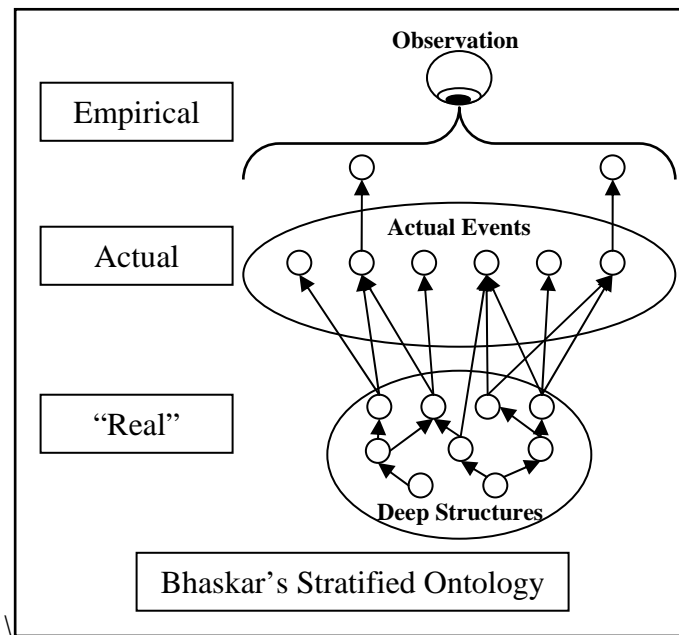 Observation
Empirical
Actual Events
Actual
“Real”
Deep Structures
Bhaskar’s Stratified Ontology
\